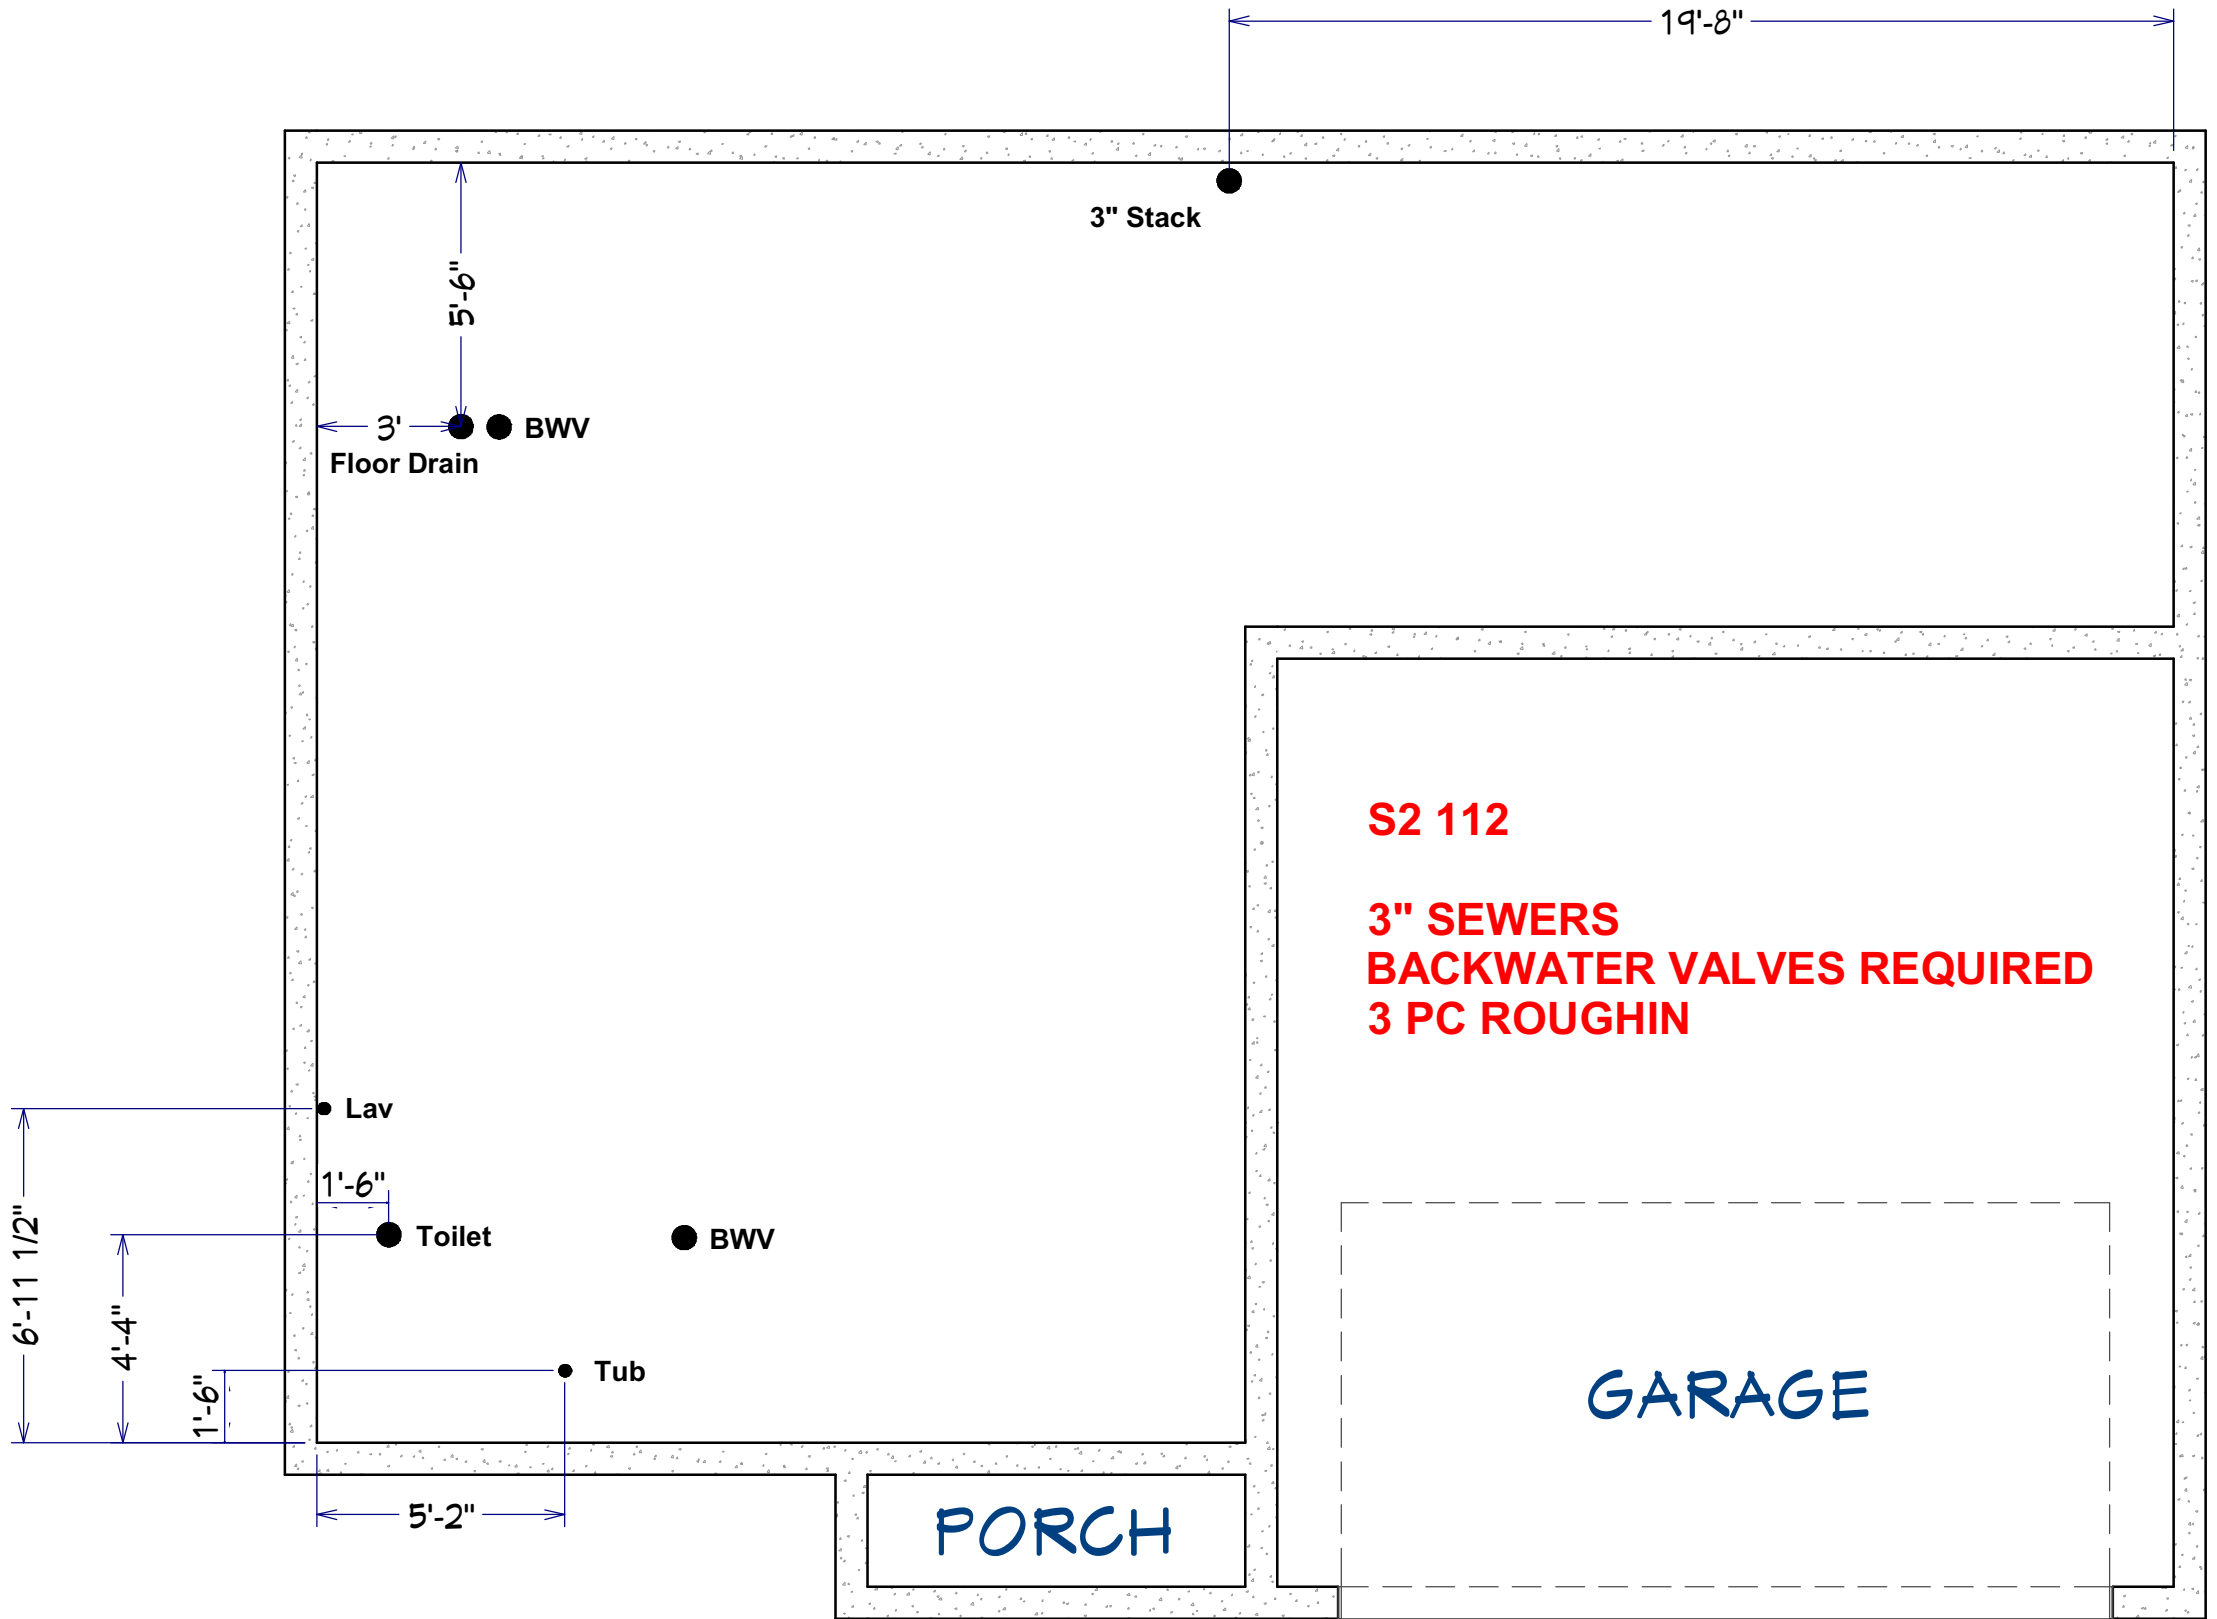 19'-8"
3" Stack
5'-6"
3'
BWV
Floor Drain
S2 112
3" SEWERS
BACKWATER VALVES REQUIRED
3 PC ROUGHIN
Lav
1'-6"
6'-11 1/2"
Toilet
BWV
4'-4"
1'-6"
Tub
GARAGE
5'-2"
PORCH